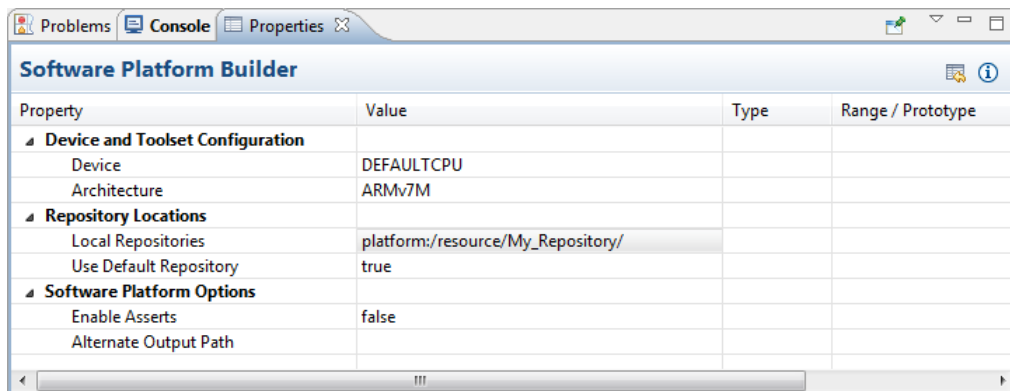 Problems Console Properties
Software Platform Builder
Property Value Type Range / Prototype
Device and Toolset Configuration
Device DEFAULTCPU
Architecture ARMv7M
Repository Locations
Local Repositories platform:/resource/My_Repository/
Use Default Repository true
Software Platform Options
Enable Asserts false
Alternate Output Path